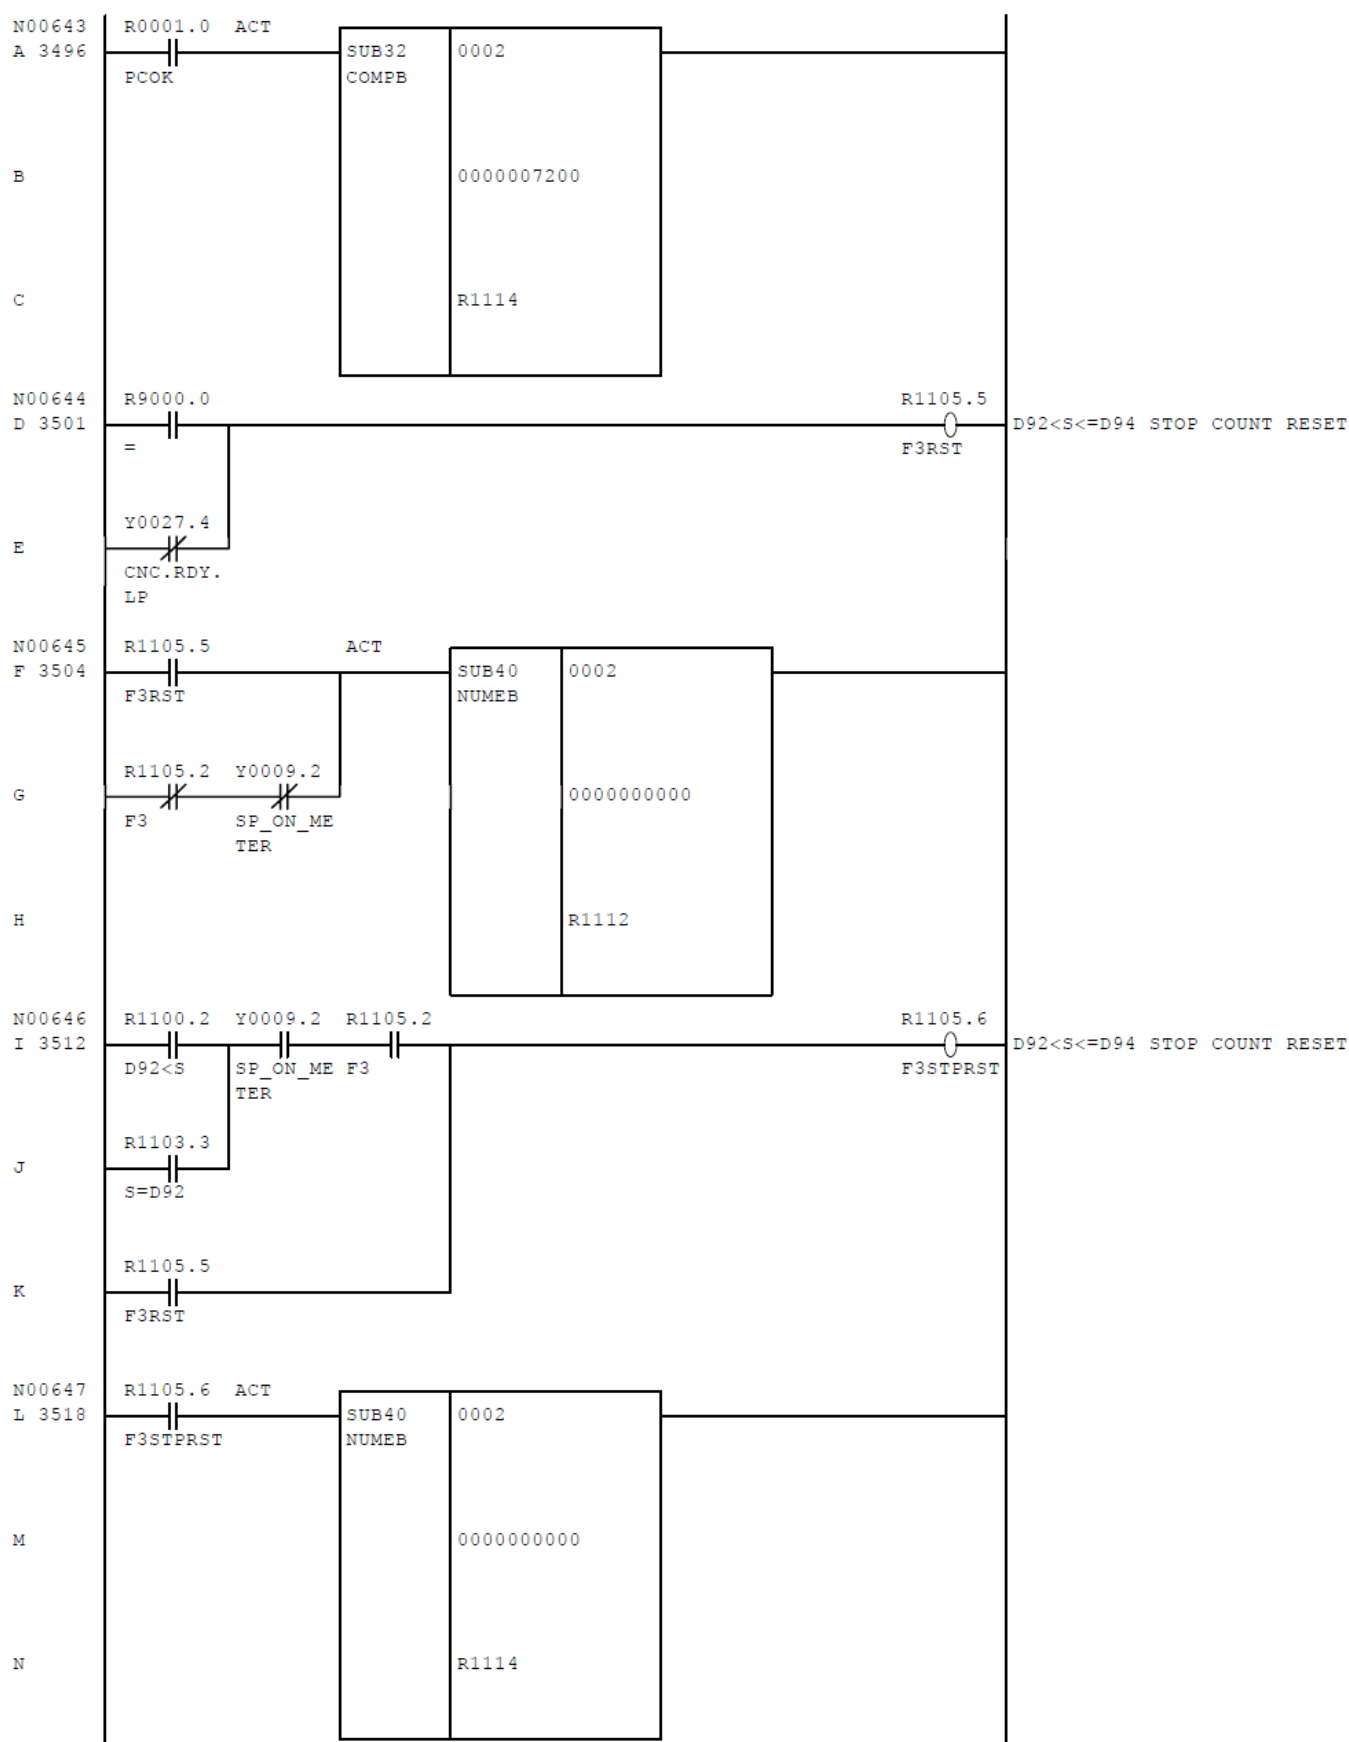 N00643 R0001.0 ACT
A 3496 SUB32 0002
PCOK COMPB
B 0000007200
C R1114
N00644 R9000.0 R1105.5
D 3501 D92<S<=D94 STOP COUNT RESET
= F3RST
Y0027.4
E
CNC.RDY.
LP
N00645 R1105.5 ACT
F 3504 SUB40 0002
F3RST NUMEB
R1105.2 Y0009.2
G 0000000000
F3 SP_ON_ME
TER
H R1112
N00646 R1100.2 Y0009.2 R1105.2 R1105.6
I 3512 D92<S<=D94 STOP COUNT RESET
D92<S SP_ON_ME F3 F3STPRST
TER
R1103.3
J
S=D92
R1105.5
K
F3RST
N00647 R1105.6 ACT
L 3518 SUB40 0002
F3STPRST NUMEB
M 0000000000
N R1114